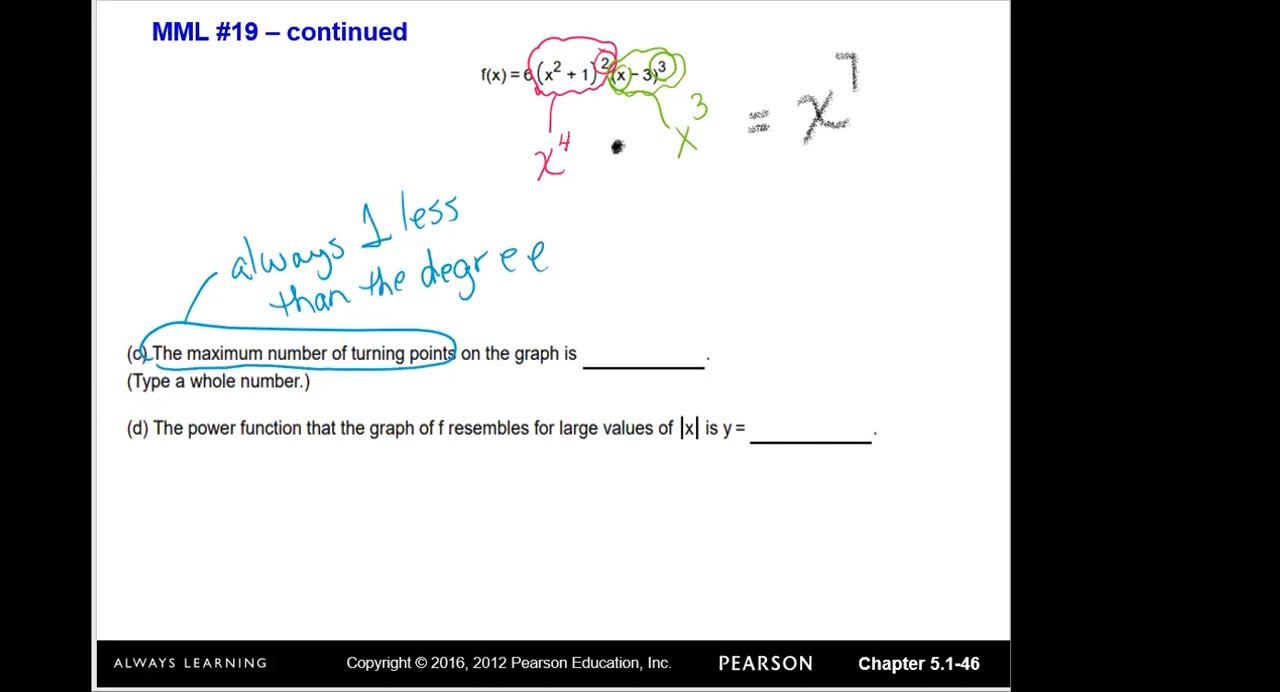 MML #19 – continued
f(x) = 6(x² + 1)²(x – 3)³
x⁴ • x³ = x⁷
always 1 less
than the degree
(c) The maximum number of turning points on the graph is __________.
(Type a whole number.)
(d) The power function that the graph of f resembles for large values of |x| is y = __________.
ALWAYS LEARNING Copyright © 2016, 2012 Pearson Education, Inc. PEARSON Chapter 5.1-46